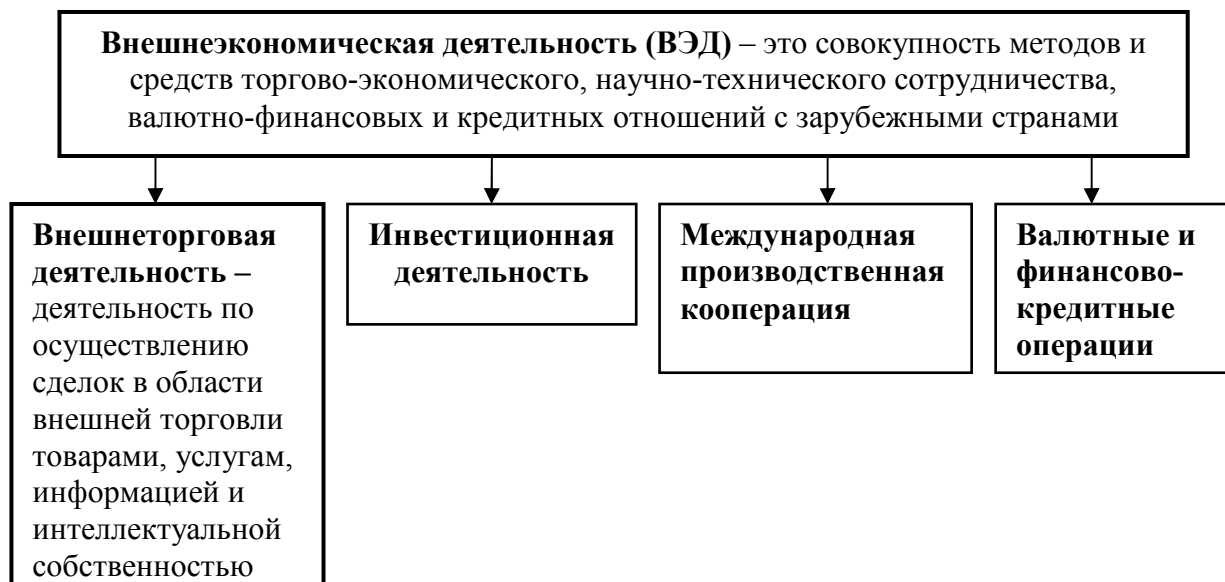 Внешнеэкономическая деятельность (ВЭД) – это совокупность методов и
средств торгово-экономического, научно-технического сотрудничества,
валютно-финансовых и кредитных отношений с зарубежными странами
Внешнеторговая
деятельность –
деятельность по
осуществлению
сделок в области
внешней торговли
товарами, услугам,
информацией и
интеллектуальной
собственностью
Инвестиционная
деятельность
Международная
производственная
кооперация
Валютные и
финансово-
кредитные
операции